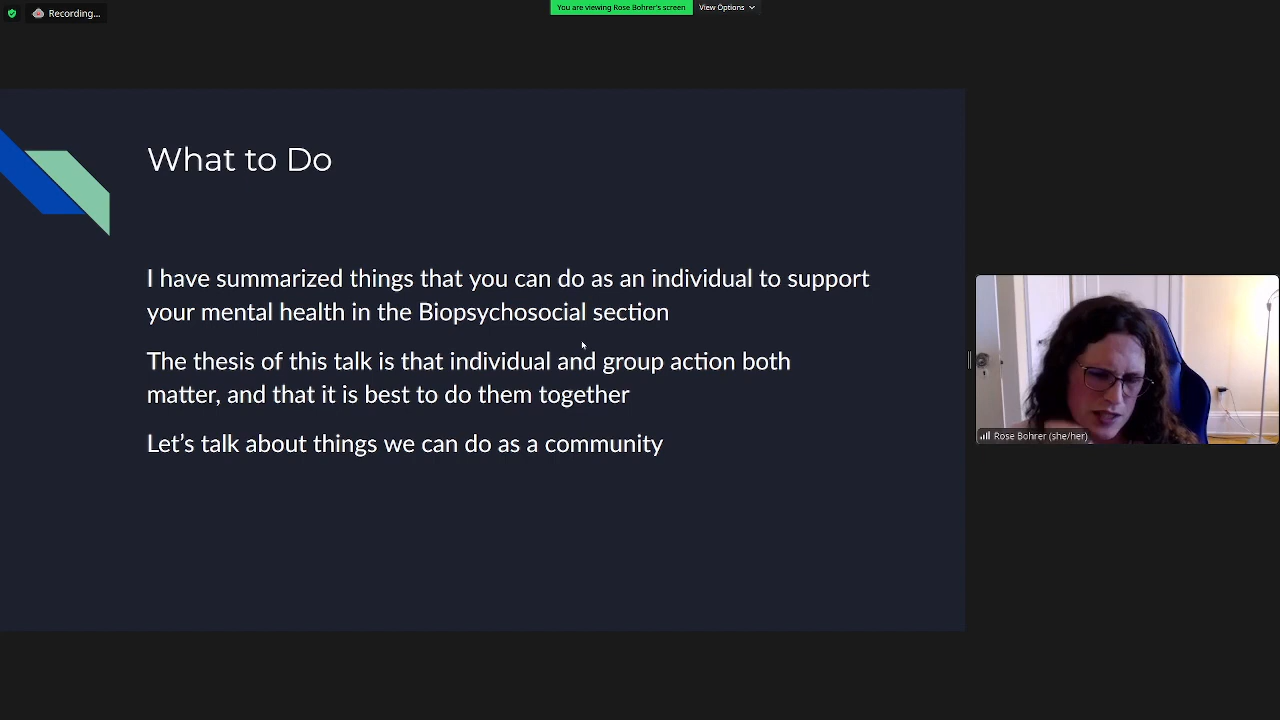 Recording...
You are viewing Rose Bohrer's screen
View Options
What to Do
I have summarized things that you can do as an individual to support
your mental health in the Biopsychosocial section
The thesis of this talk is that individual and group action both
matter, and that it is best to do them together
Let's talk about things we can do as a community
Rose Bohrer (she/her)